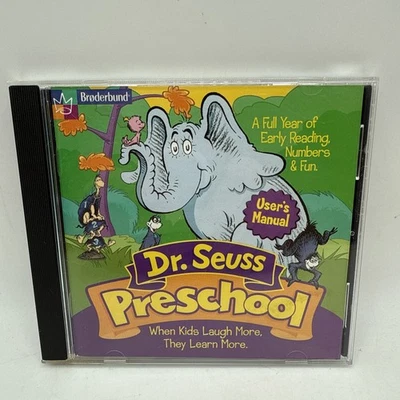 Brøderbund®
A Full Year of
Early Reading,
Numbers
& Fun.
User's
Manual
Dr. Seuss
Preschool
When Kids Laugh More,
They Learn More.